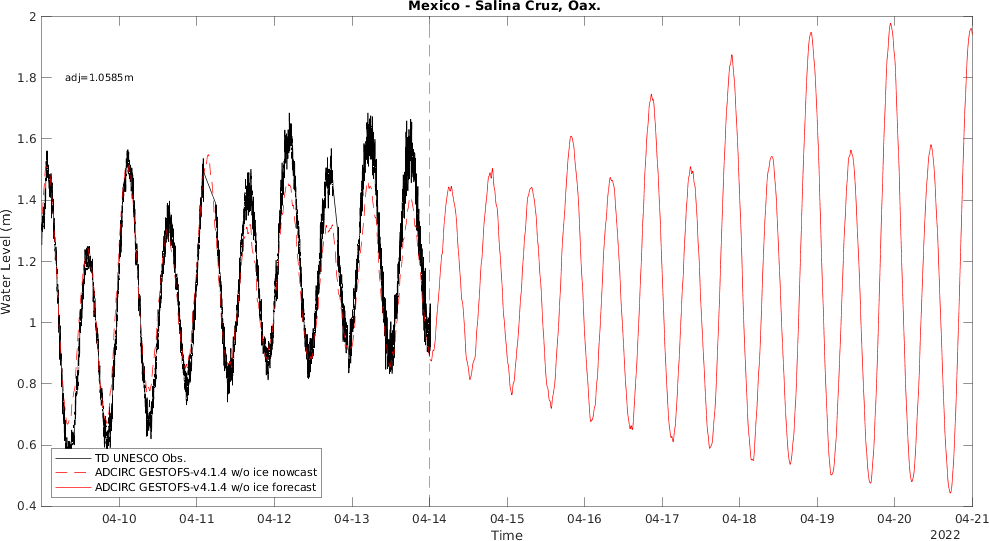 Mexico - Salina Cruz, Oax.
2
1.8
adj=1.0585m
1.6
1.4
1.2
1
0.8
0.6
0.4
Water Level (m)
TD UNESCO Obs.
ADCIRC GESTOFS-v4.1.4 w/o ice nowcast
ADCIRC GESTOFS-v4.1.4 w/o ice forecast
04-10 04-11 04-12 04-13 04-14 04-15 04-16 04-17 04-18 04-19 04-20 04-21
Time
2022